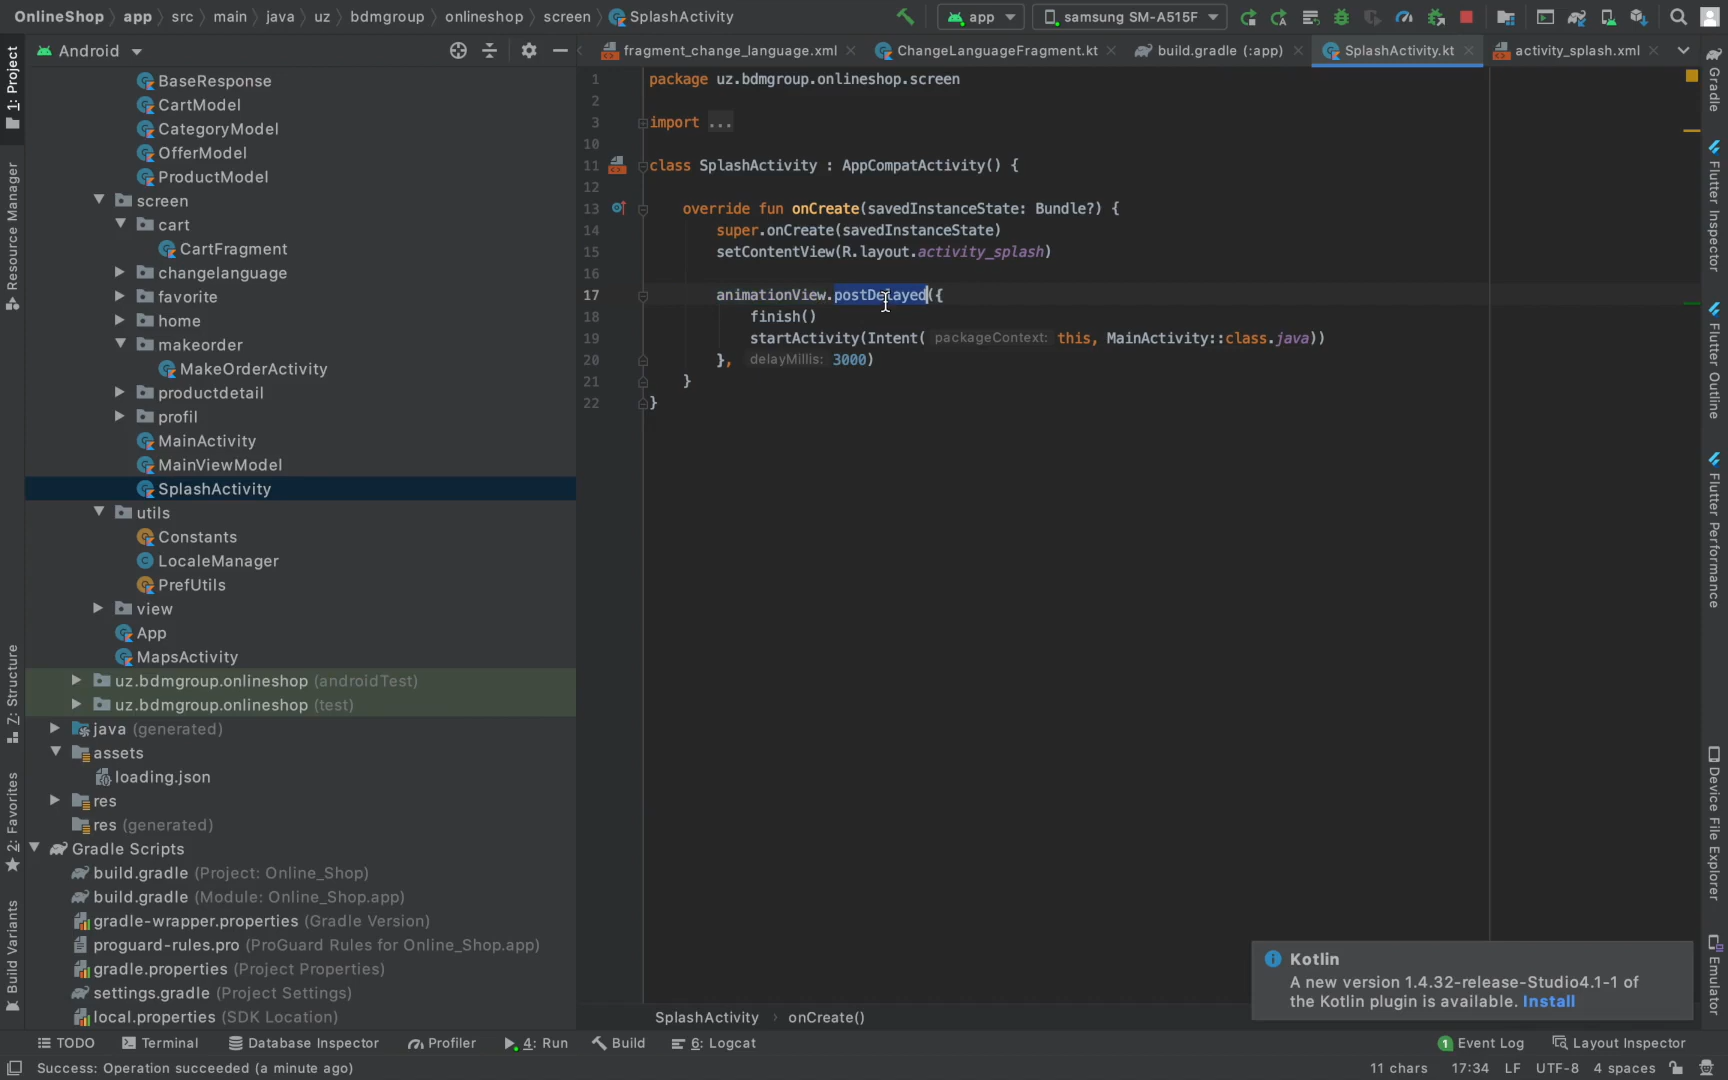 OnlineShop app src main java uz bdmgroup onlineshop screen SplashActivity app samsung SM-A515F
Android
fragment_change_language.xml ChangeLanguageFragment.kt build.gradle (:app) SplashActivity.kt activity_splash.xml
1: Project
Resource Manager
Z: Structure
2: Favorites
Build Variants
BaseResponse
CartModel
CategoryModel
OfferModel
ProductModel
screen
cart
CartFragment
changelanguage
favorite
home
makeorder
MakeOrderActivity
productdetail
profil
MainActivity
MainViewModel
SplashActivity
utils
Constants
LocaleManager
PrefUtils
view
App
MapsActivity
uz.bdmgroup.onlineshop (androidTest)
uz.bdmgroup.onlineshop (test)
java (generated)
assets
loading.json
res
res (generated)
Gradle Scripts
build.gradle (Project: Online_Shop)
build.gradle (Module: Online_Shop.app)
gradle-wrapper.properties (Gradle Version)
proguard-rules.pro (ProGuard Rules for Online_Shop.app)
gradle.properties (Project Properties)
settings.gradle (Project Settings)
local.properties (SDK Location)
1 package uz.bdmgroup.onlineshop.screen
2
3 import ...
10
11 class SplashActivity : AppCompatActivity() {
12
13 override fun onCreate(savedInstanceState: Bundle?) {
14 super.onCreate(savedInstanceState)
15 setContentView(R.layout.activity_splash)
16
17 animationView.postDelayed({
18 finish()
19 startActivity(Intent( packageContext: this, MainActivity::class.java))
20 }, delayMillis: 3000)
21 }
22 }
Gradle
Flutter Inspector
Flutter Outline
Flutter Performance
Device File Explorer
Emulator
Kotlin
A new version 1.4.32-release-Studio4.1-1 of
the Kotlin plugin is available. Install
SplashActivity › onCreate()
TODO Terminal Database Inspector Profiler 4: Run Build 6: Logcat 1 Event Log Layout Inspector
Success: Operation succeeded (a minute ago) 11 chars 17:34 LF UTF-8 4 spaces